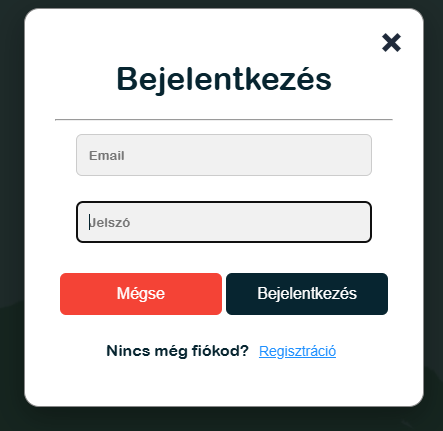 Bejelentkezés
Email
Jelszó
Mégse Bejelentkezés
Nincs még fiókod? Regisztráció